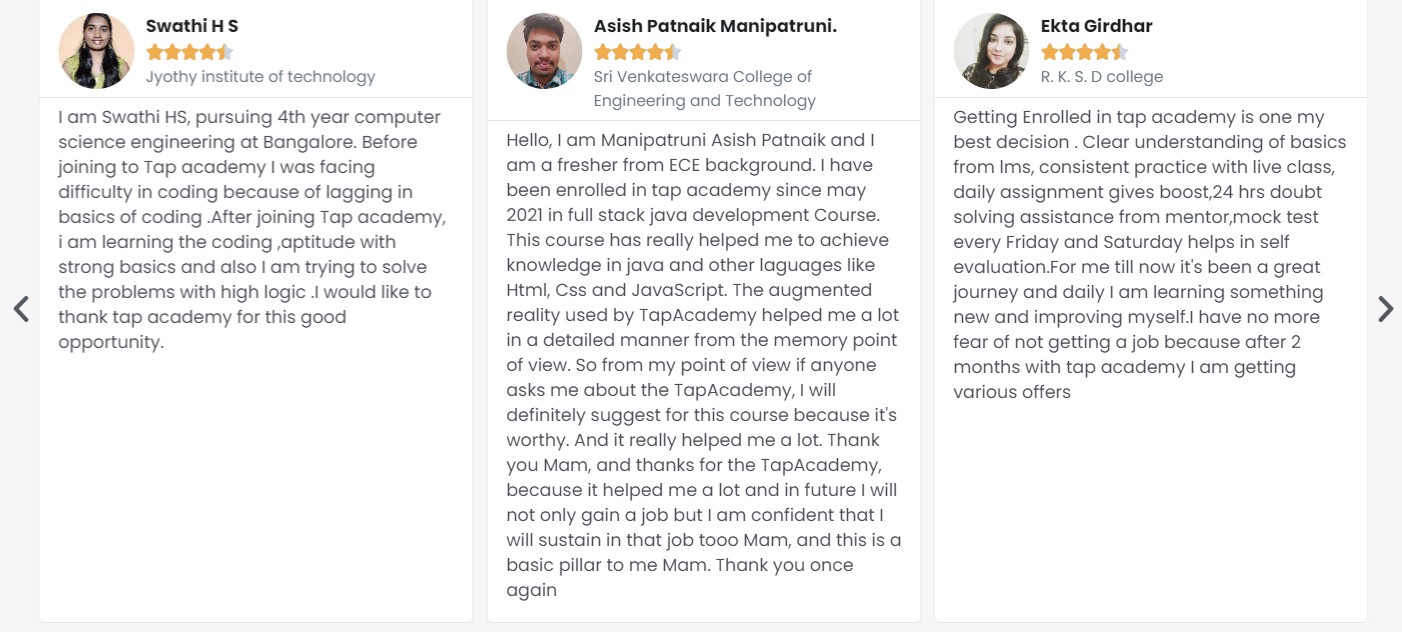 Swathi H S
Jyothy institute of technology
I am Swathi HS, pursuing 4th year computer
science engineering at Bangalore. Before
joining to Tap academy I was facing
difficulty in coding because of lagging in
basics of coding .After joining Tap academy,
i am learning the coding ,aptitude with
strong basics and also I am trying to solve
the problems with high logic .I would like to
thank tap academy for this good
opportunity.
Asish Patnaik Manipatruni.
Sri Venkateswara College of
Engineering and Technology
Hello, I am Manipatruni Asish Patnaik and I
am a fresher from ECE background. I have
been enrolled in tap academy since may
2021 in full stack java development Course.
This course has really helped me to achieve
knowledge in java and other laguages like
Html, Css and JavaScript. The augmented
reality used by TapAcademy helped me a lot
in a detailed manner from the memory point
of view. So from my point of view if anyone
asks me about the TapAcademy, I will
definitely suggest for this course because it's
worthy. And it really helped me a lot. Thank
you Mam, and thanks for the TapAcademy,
because it helped me a lot and in future I will
not only gain a job but I am confident that I
will sustain in that job tooo Mam, and this is a
basic pillar to me Mam. Thank you once
again
Ekta Girdhar
R. K. S. D college
Getting Enrolled in tap academy is one my
best decision . Clear understanding of basics
from lms, consistent practice with live class,
daily assignment gives boost,24 hrs doubt
solving assistance from mentor,mock test
every Friday and Saturday helps in self
evaluation.For me till now it's been a great
journey and daily I am learning something
new and improving myself.I have no more
fear of not getting a job because after 2
months with tap academy I am getting
various offers